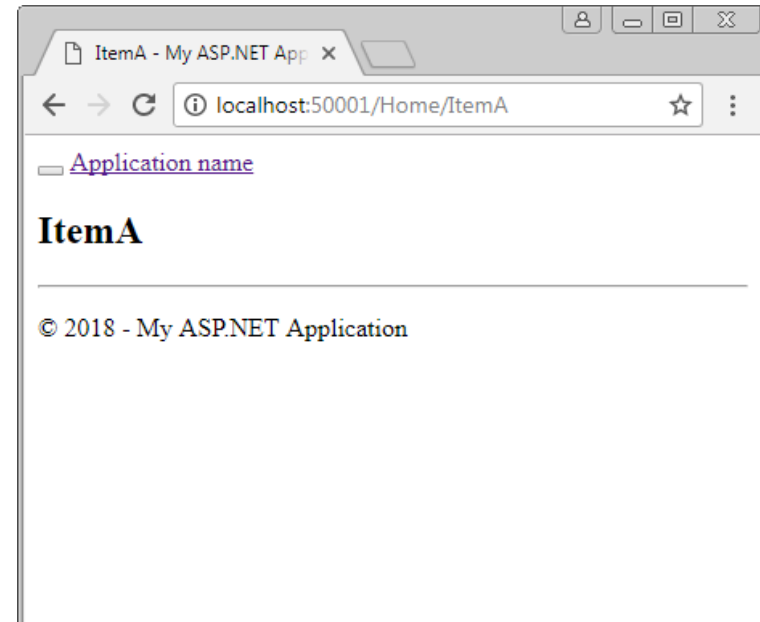 ItemA - My ASP.NET App
localhost:50001/Home/ItemA
Application name
ItemA
© 2018 - My ASP.NET Application